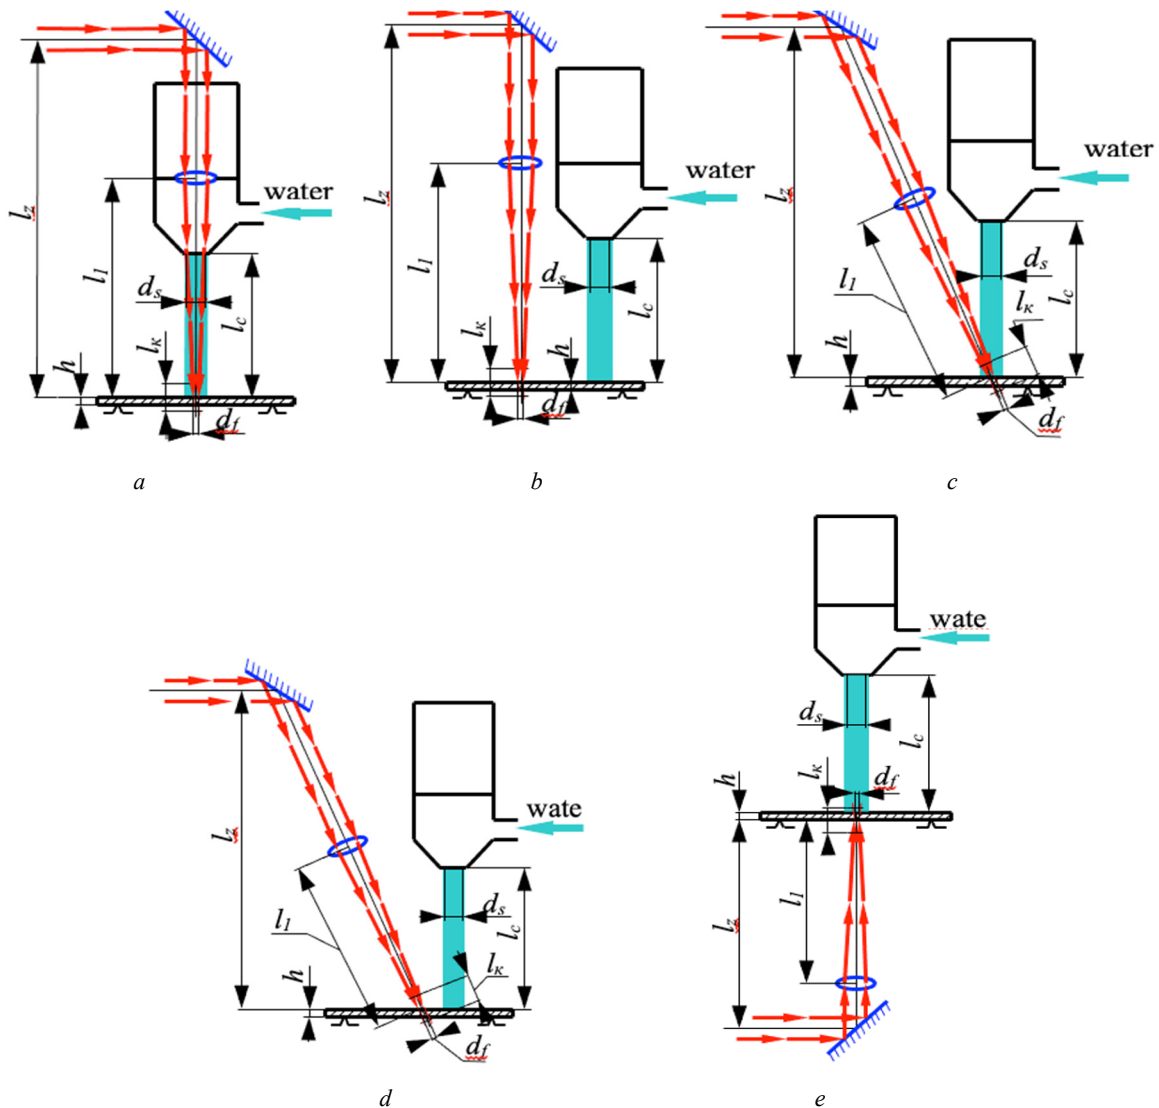 l_z
l_1
h
l_κ
d_s
l_c
water
d_f
a
l_z
l_1
l_κ
h
d_s
l_c
water
d_f
b
l_z
l_1
h
d_s
l_c
l_κ
water
d_f
c
l_z
l_1
h
d_s
l_c
l_κ
wate
d_f
d
wate
d_s
l_c
l_κ
h
d_f
l_z
l_1
e